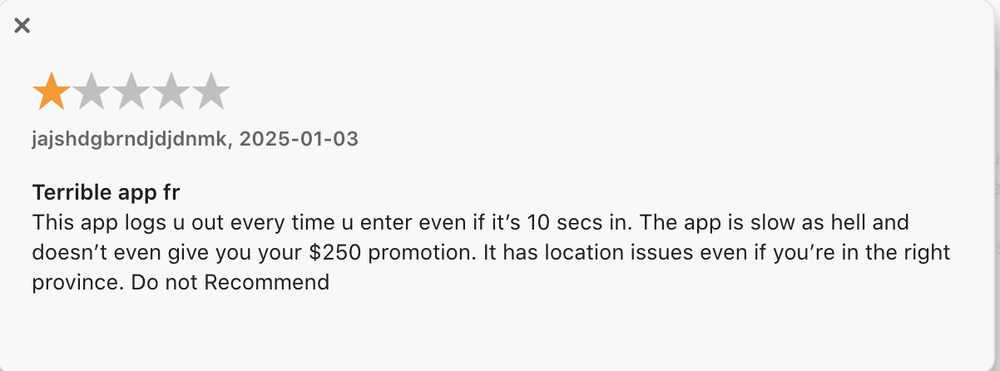 jajshdgbrndjdjdnmk, 2025-01-03
Terrible app fr
This app logs u out every time u enter even if it’s 10 secs in. The app is slow as hell and
doesn’t even give you your $250 promotion. It has location issues even if you’re in the right
province. Do not Recommend